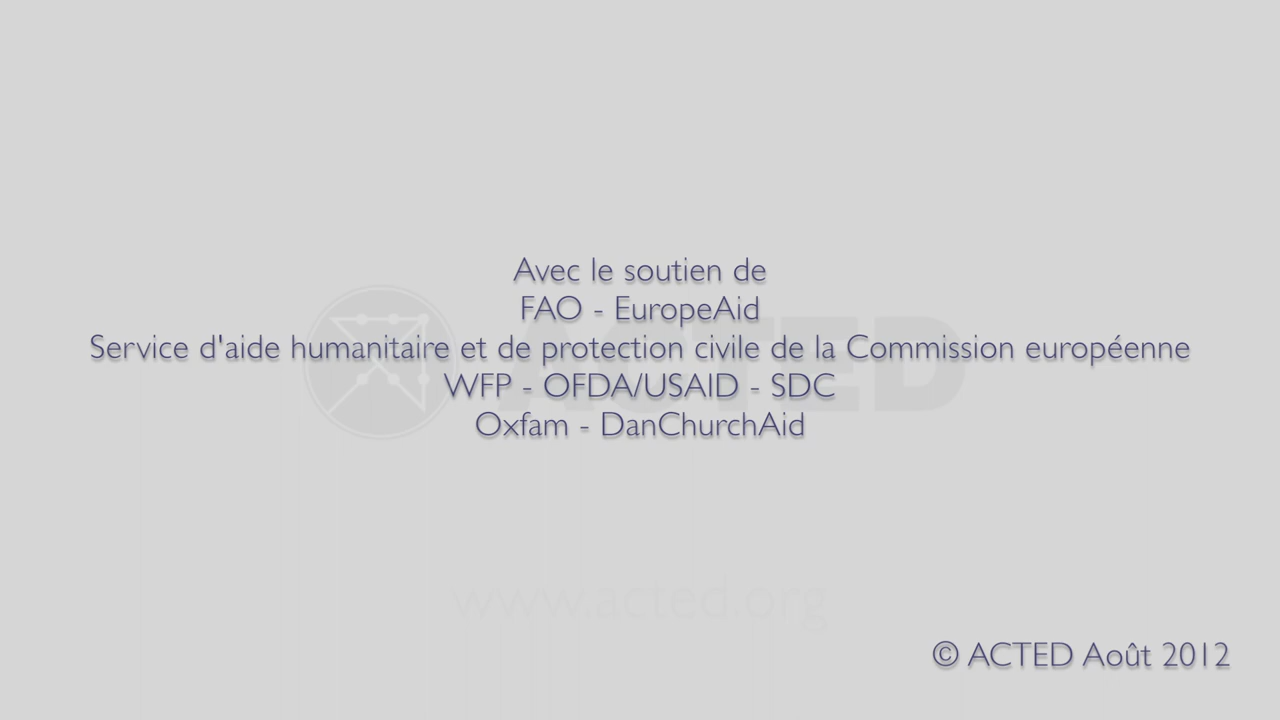 Avec le soutien de
FAO - EuropeAid
Service d'aide humanitaire et de protection civile de la Commission européenne
WFP - OFDA/USAID - SDC
Oxfam - DanChurchAid
ACTED
www.acted.org
© ACTED Août 2012